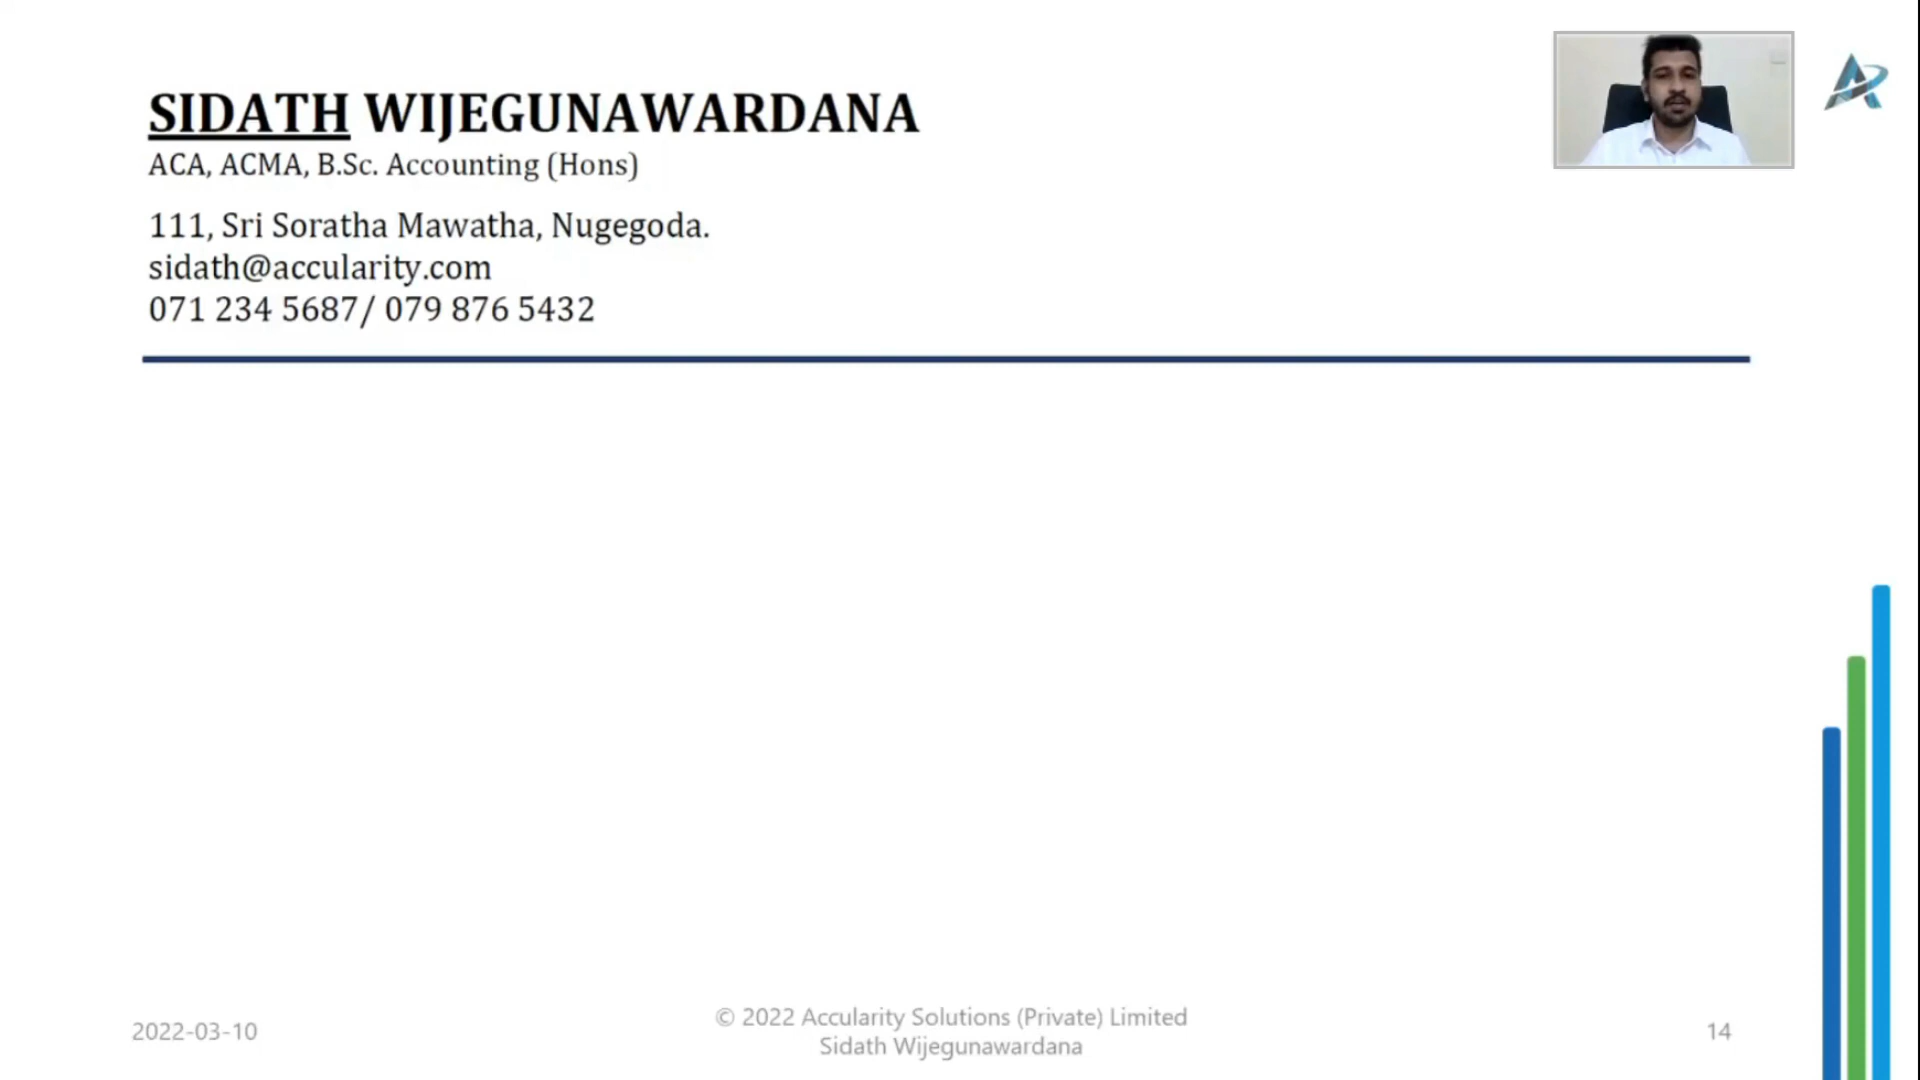 SIDATH WIJEGUNAWARDANA
ACA, ACMA, B.Sc. Accounting (Hons)
111, Sri Soratha Mawatha, Nugegoda.
sidath@accularity.com
071 234 5687/ 079 876 5432
2022-03-10
© 2022 Accularity Solutions (Private) Limited
Sidath Wijegunawardana
14